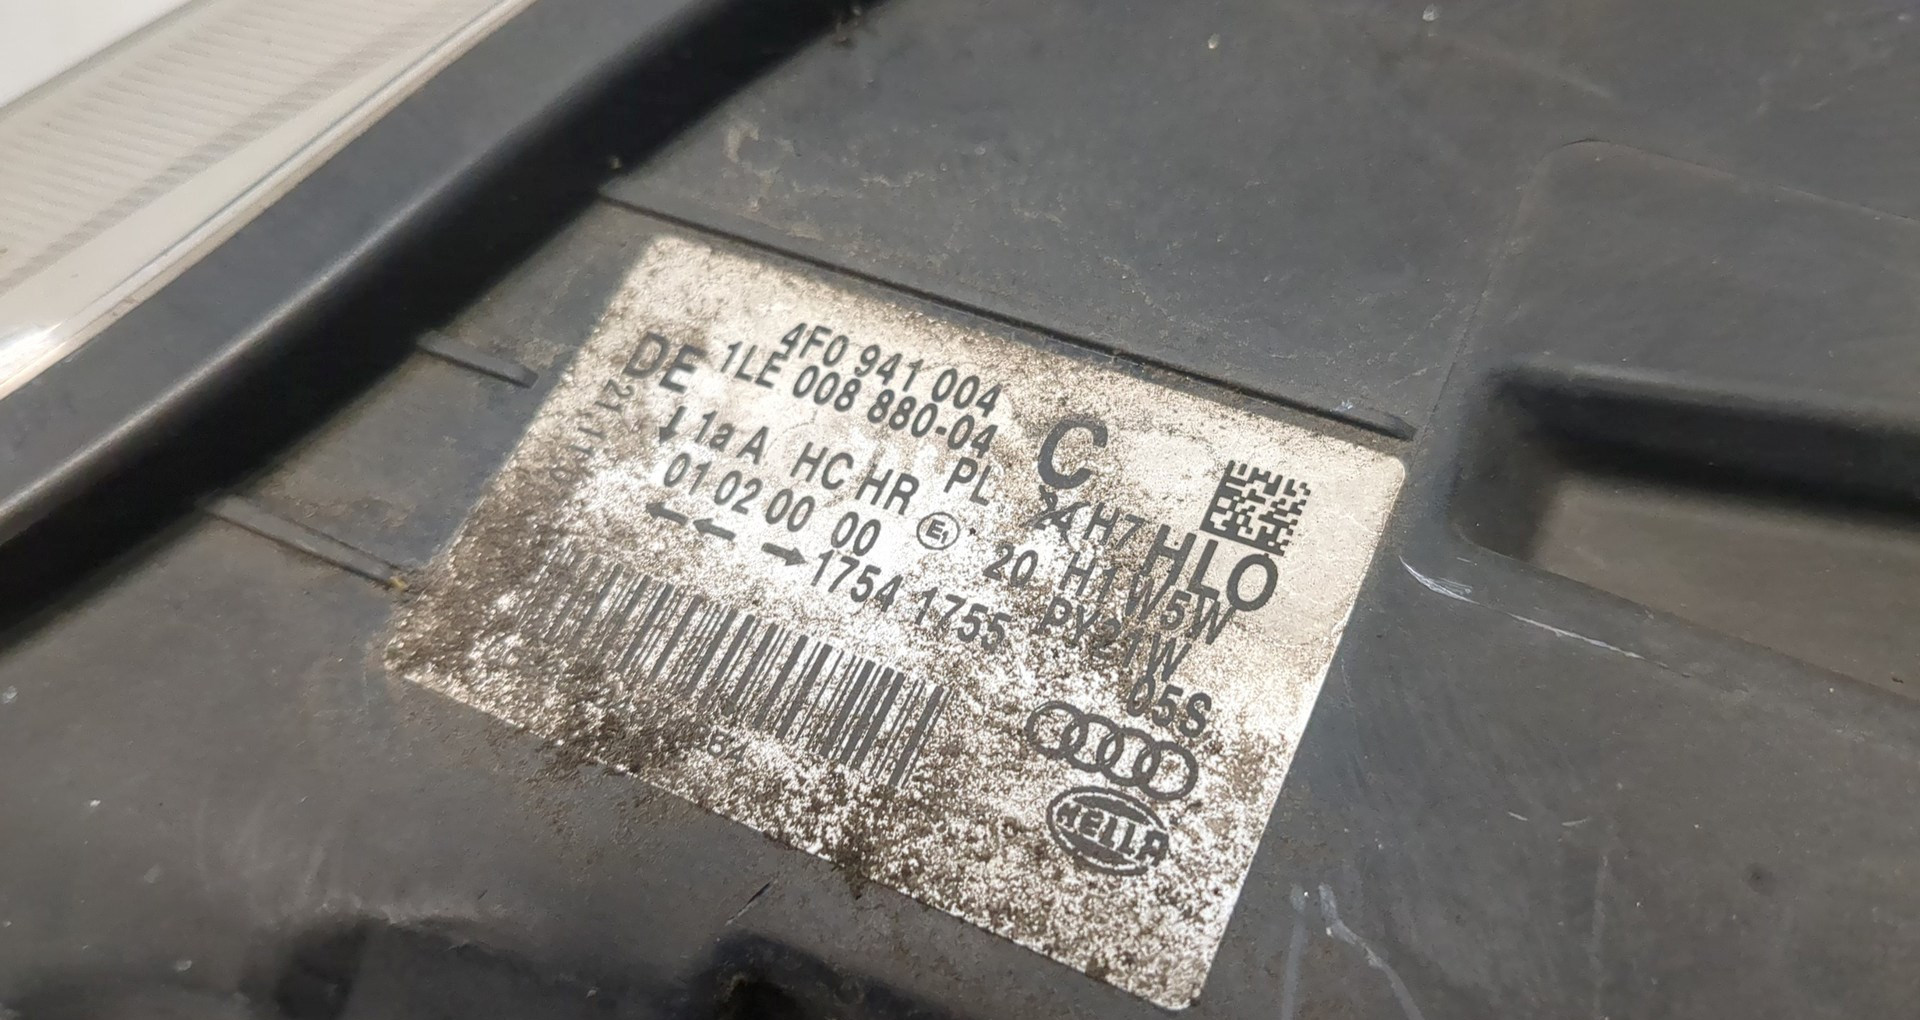 4F0 941 004
DE 1LE 008 880-04 C
1a A HC HR PL H7 HLO
01 02 00 00 E1 20 H1 W5W
1754 1755 PY21W
05S
HELLA